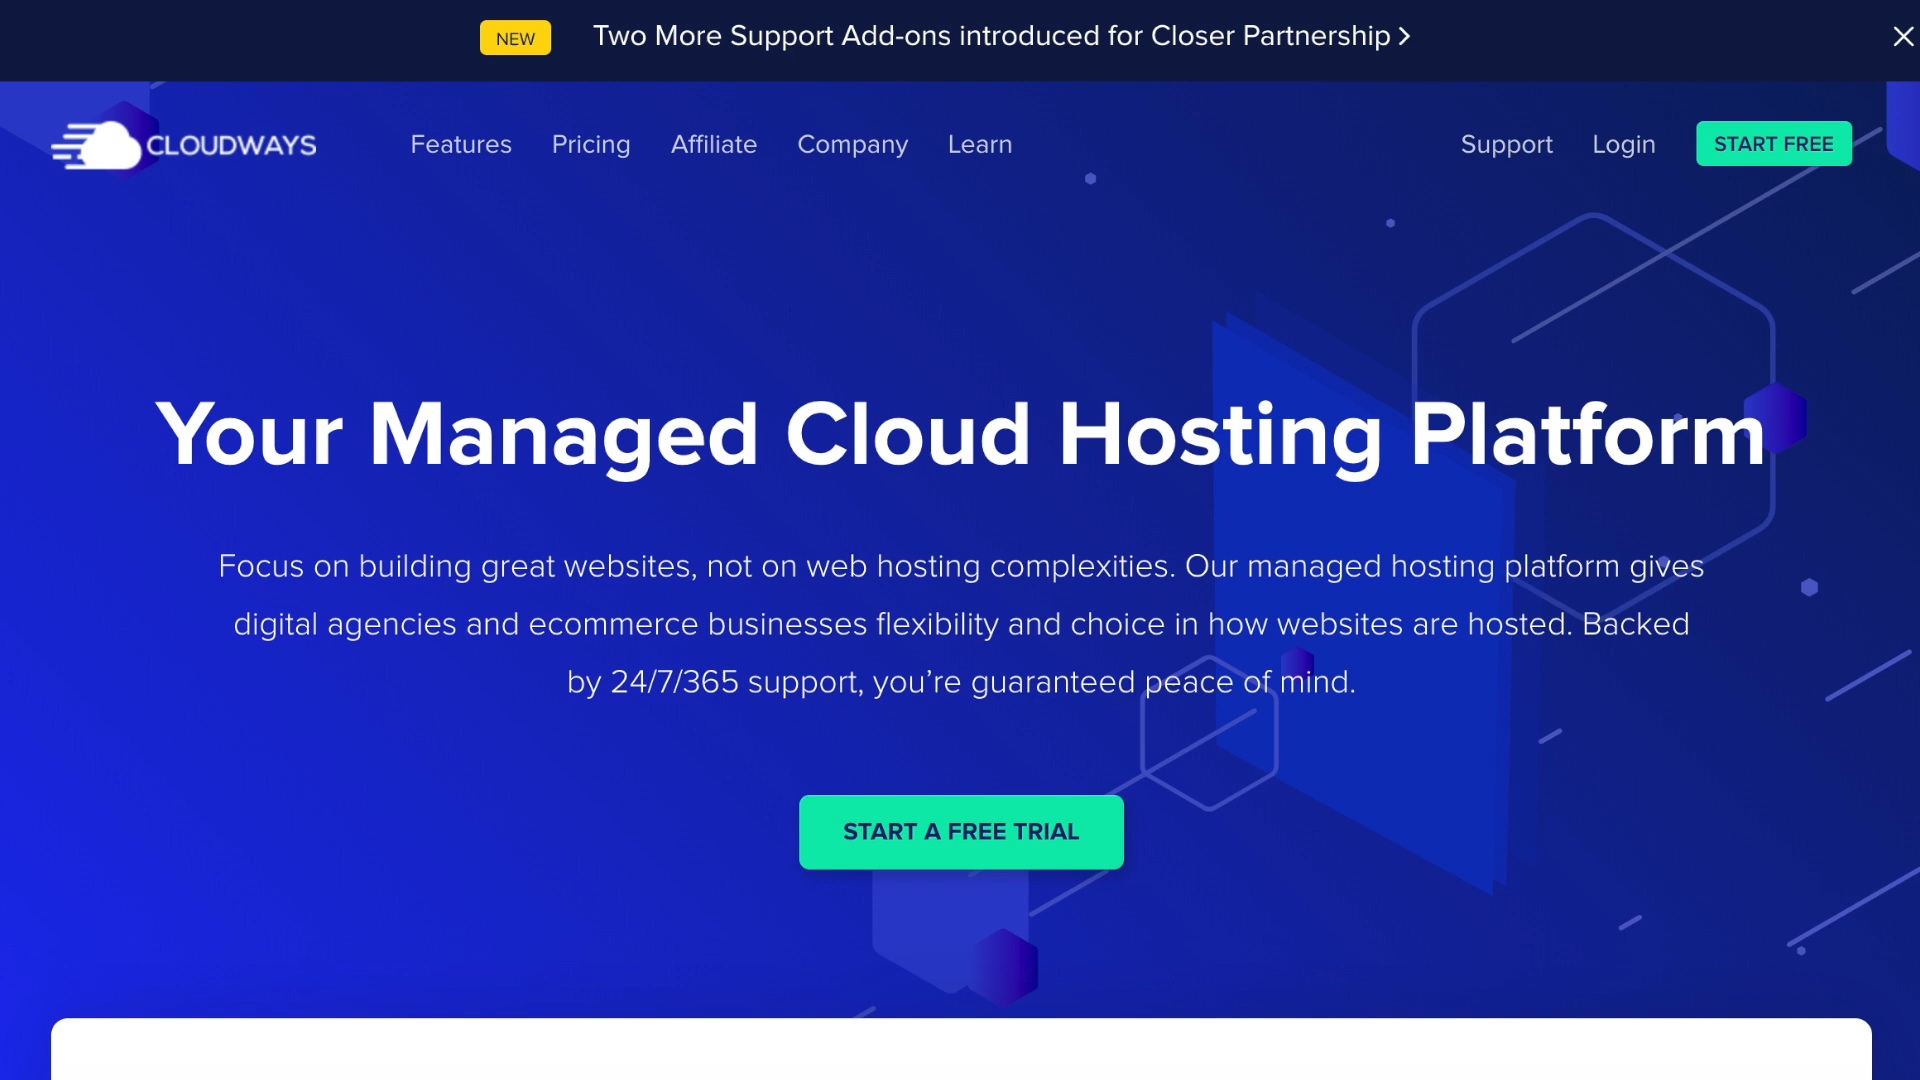 NEW Two More Support Add-ons introduced for Closer Partnership
CLOUDWAYS Features Pricing Affiliate Company Learn Support Login START FREE
Your Managed Cloud Hosting Platform
Focus on building great websites, not on web hosting complexities. Our managed hosting platform gives
digital agencies and ecommerce businesses flexibility and choice in how websites are hosted. Backed
by 24/7/365 support, you’re guaranteed peace of mind.
START A FREE TRIAL